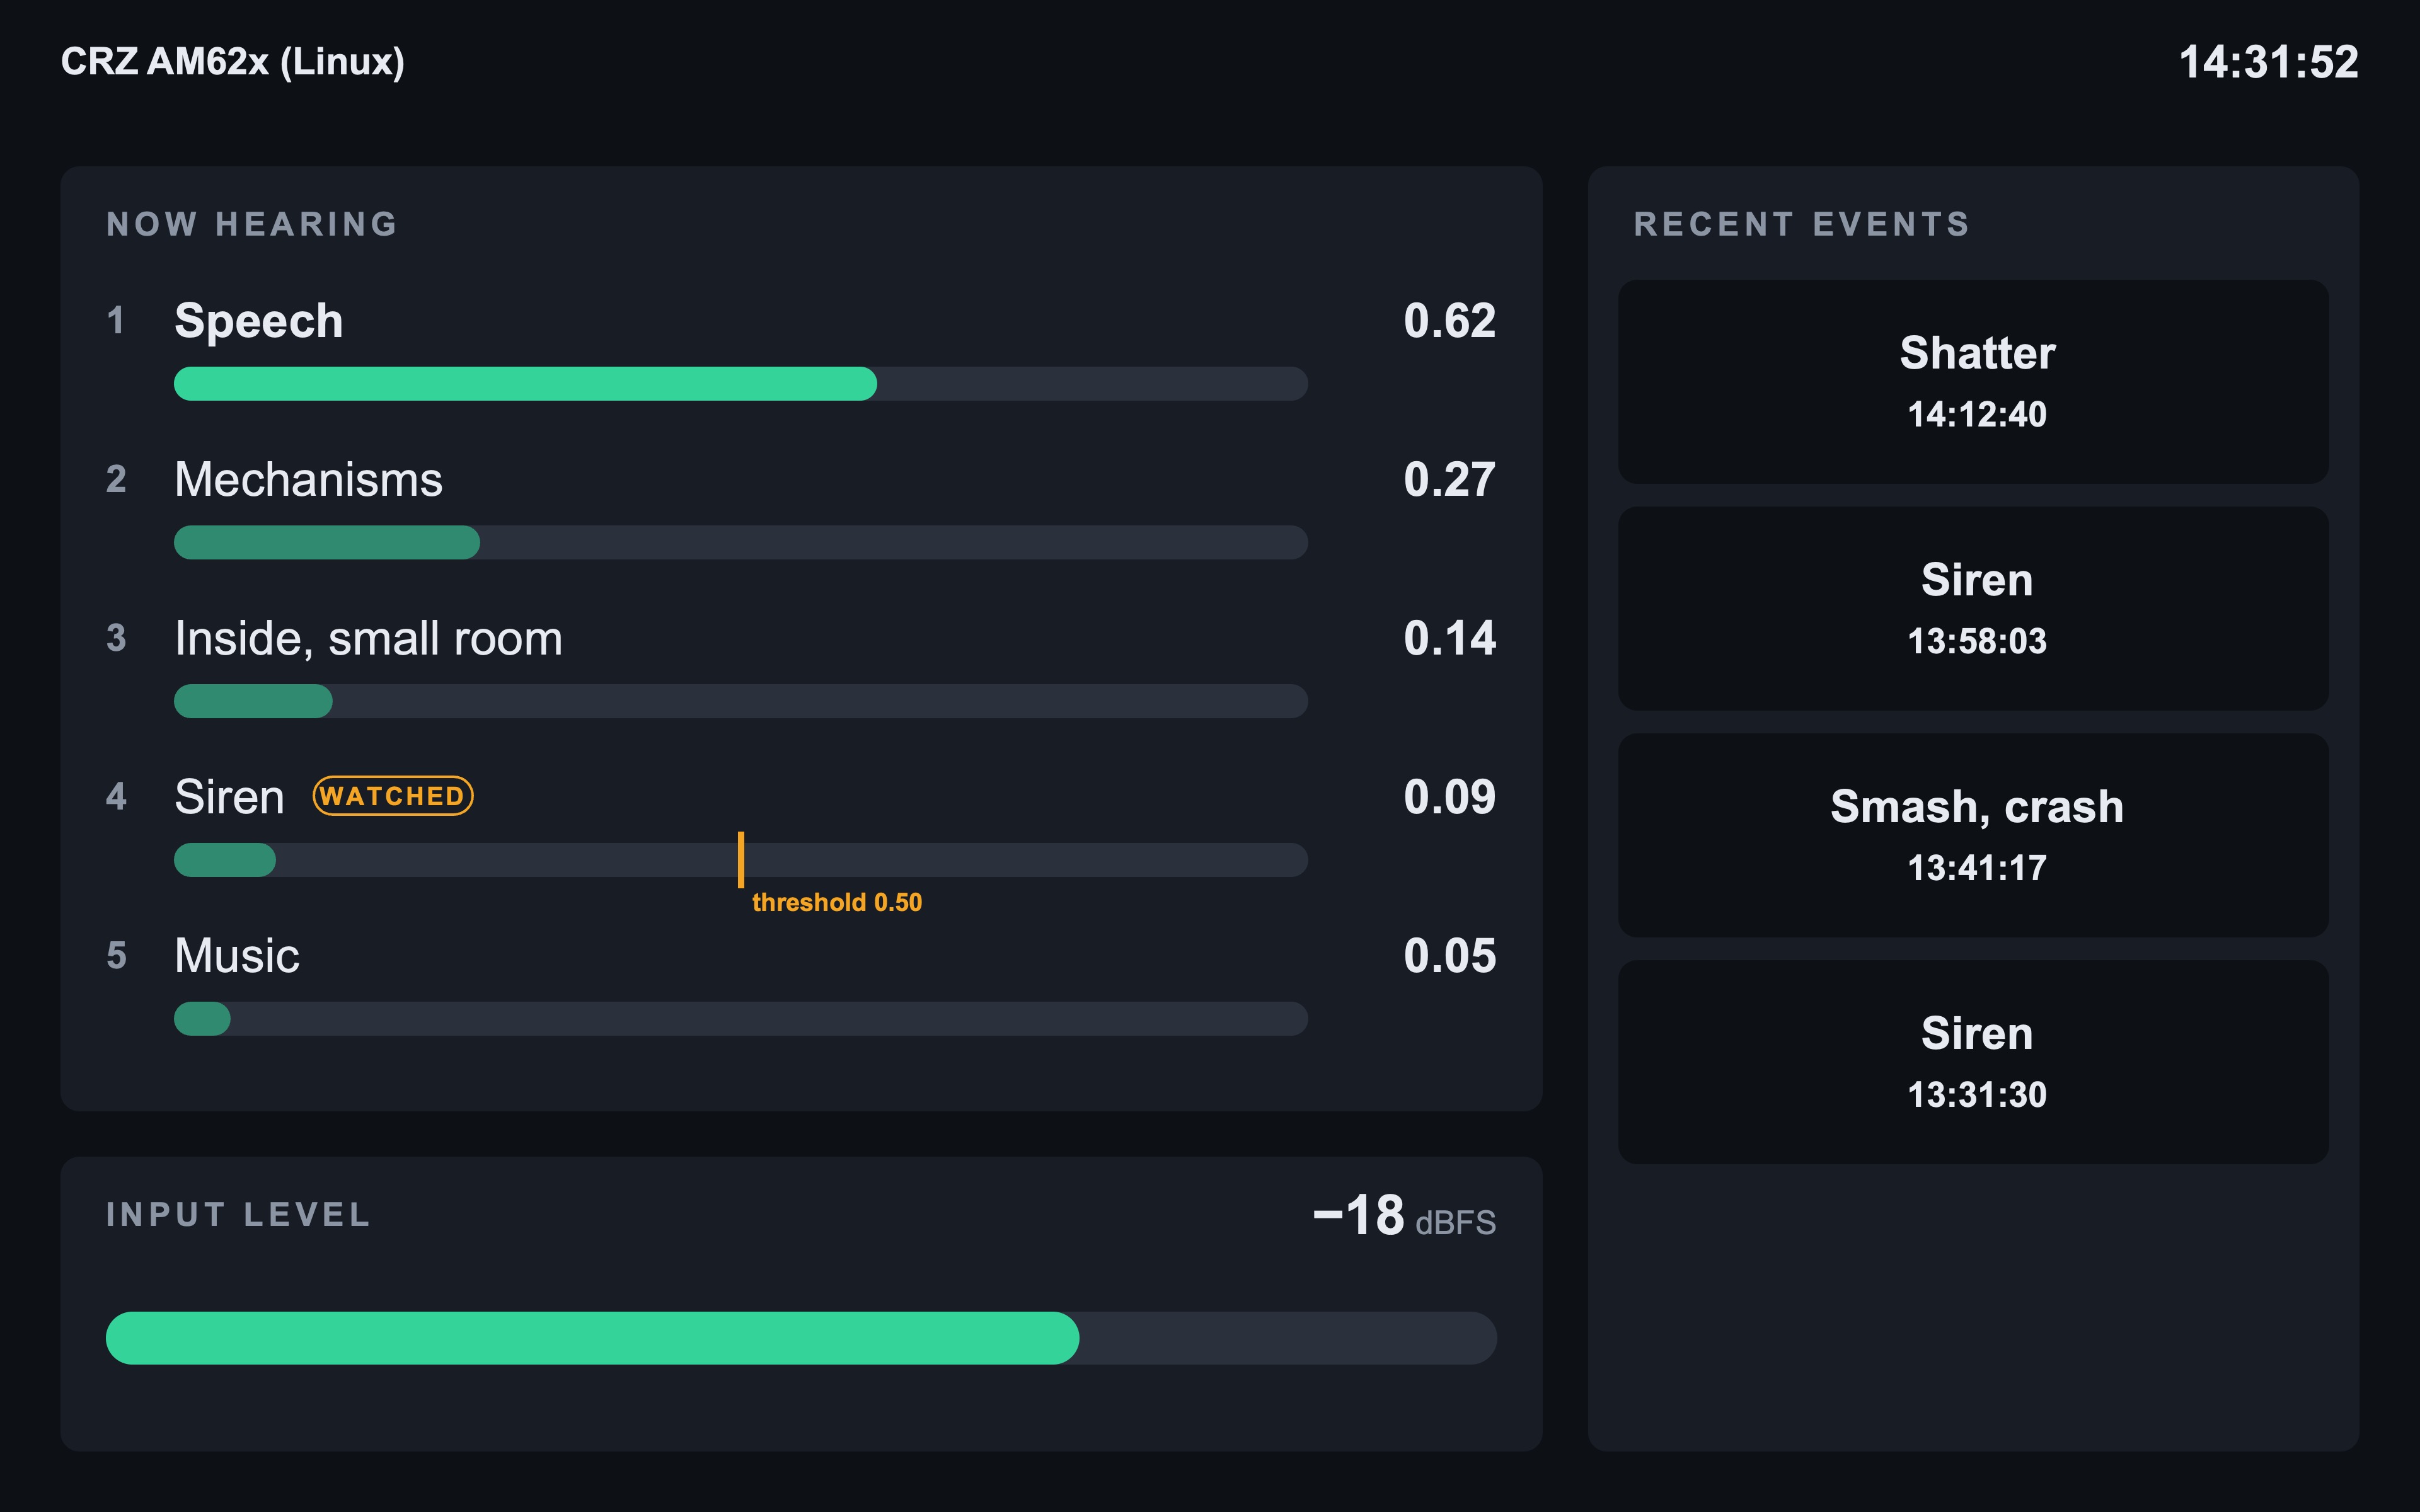 CRZ AM62x (Linux)
14:31:52
NOW HEARING
1 Speech 0.62
2 Mechanisms 0.27
3 Inside, small room 0.14
4 Siren WATCHED 0.09
threshold 0.50
5 Music 0.05
INPUT LEVEL −18 dBFS
RECENT EVENTS
Shatter
14:12:40
Siren
13:58:03
Smash, crash
13:41:17
Siren
13:31:30